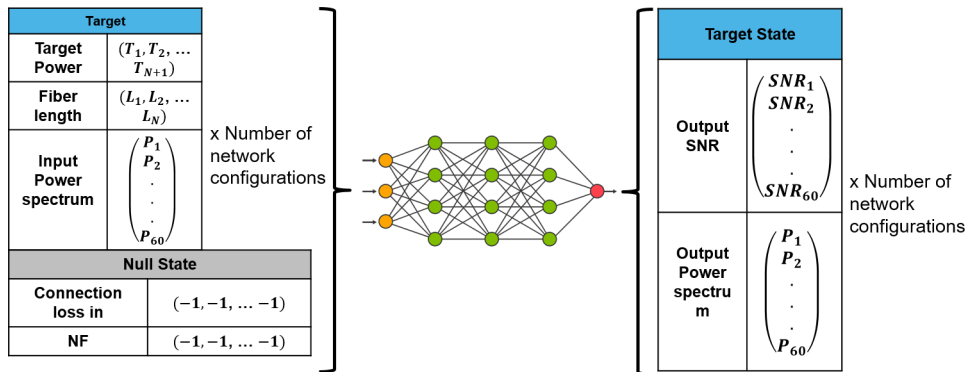 Target
Target
Power
(T₁, T₂, ...
Tₙ₊₁)
Fiber
length
(L₁, L₂, ...
Lₙ)
Input
Power
spectrum
P₁
P₂
.
.
.
P₆₀
Null State
Connection
loss in
(−1, −1, ... −1)
NF
(−1, −1, ... −1)
x Number of
network
configurations
Target State
Output
SNR
SNR₁
SNR₂
.
.
.
SNR₆₀
Output
Power
spectru
m
P₁
P₂
.
.
.
P₆₀
x Number of
network
configurations